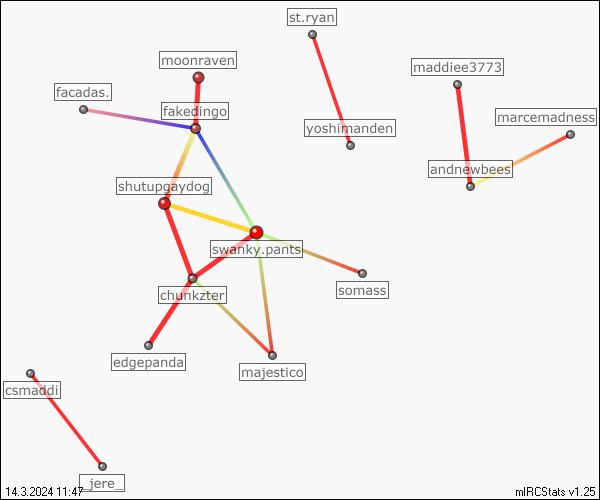 st.ryan
moonraven
maddiee3773
facadas.
fakedingo
marcemadness
yoshimanden
andnewbees
shutupgaydog
swanky.pants
chunkzter
somass
edgepanda
majestico
csmaddi
_jere_
14.3.2024 11:47
mIRCStats v1.25